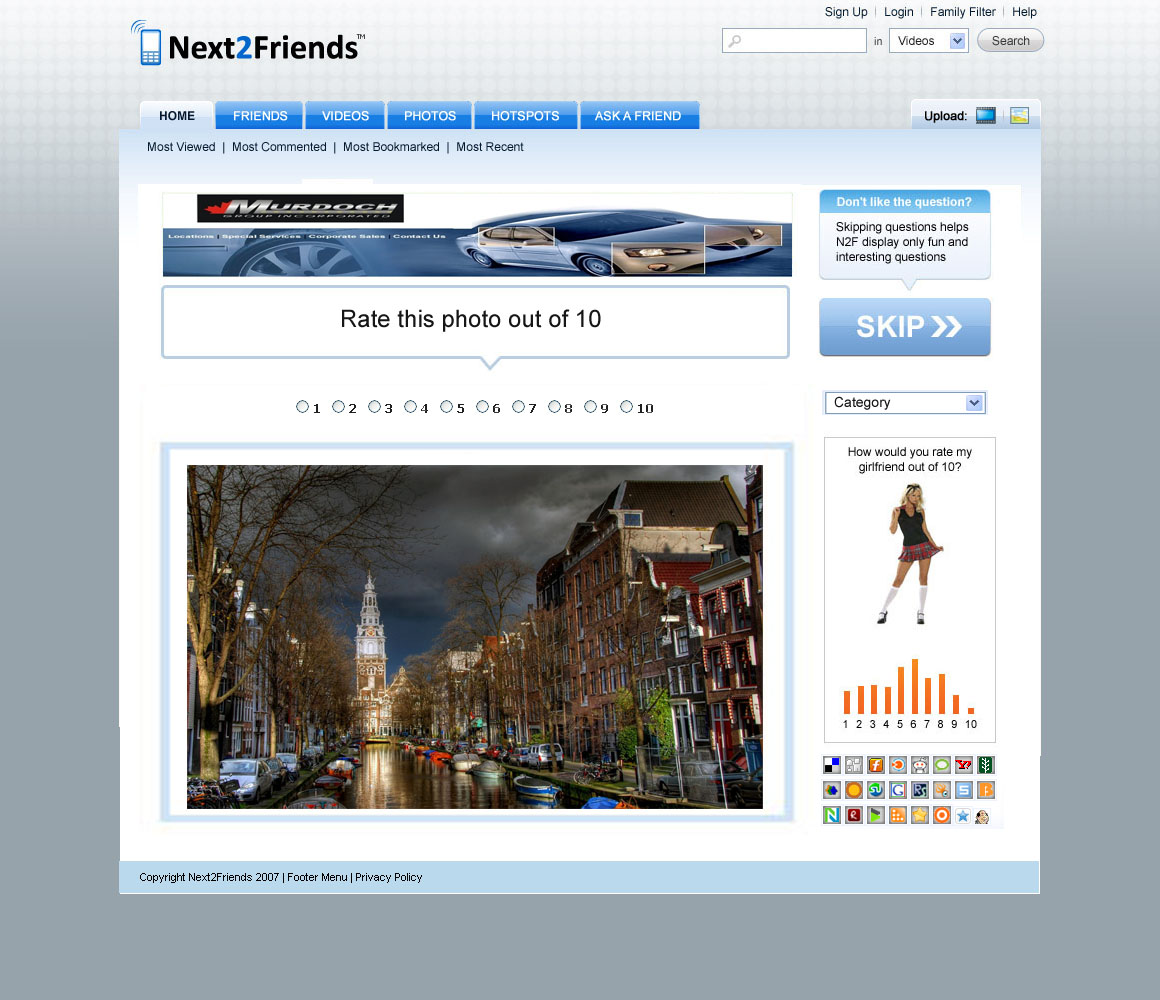 Sign Up | Login | Family Filter | Help
Next2Friends™
in Videos Search
HOME FRIENDS VIDEOS PHOTOS HOTSPOTS ASK A FRIEND
Upload:
Most Viewed | Most Commented | Most Bookmarked | Most Recent
MURDOCH
GROUP INCORPORATED
Locations | Special Services | Corporate Sales | Contact Us
Don't like the question?
Skipping questions helps
N2F display only fun and
interesting questions
Rate this photo out of 10
SKIP
1 2 3 4 5 6 7 8 9 10
Category
How would you rate my
girlfriend out of 10?
1 2 3 4 5 6 7 8 9 10
Copyright Next2Friends 2007 | Footer Menu | Privacy Policy